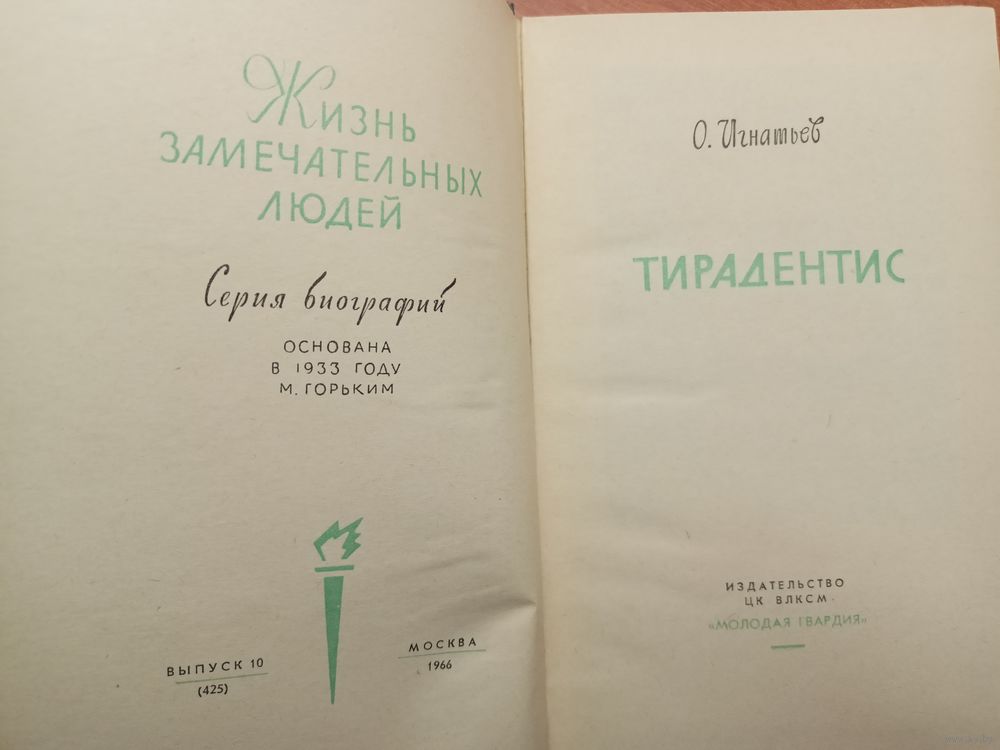 Жизнь
ЗАМЕЧАТЕЛЬНЫХ
ЛЮДЕЙ
Серия биографий
ОСНОВАНА
В 1933 ГОДУ
М. ГОРЬКИМ
ВЫПУСК 10
(425)
МОСКВА
1966
О. Игнатьев
ТИРАДЕНТИС
ИЗДАТЕЛЬСТВО
ЦК ВЛКСМ
«МОЛОДАЯ ГВАРДИЯ»